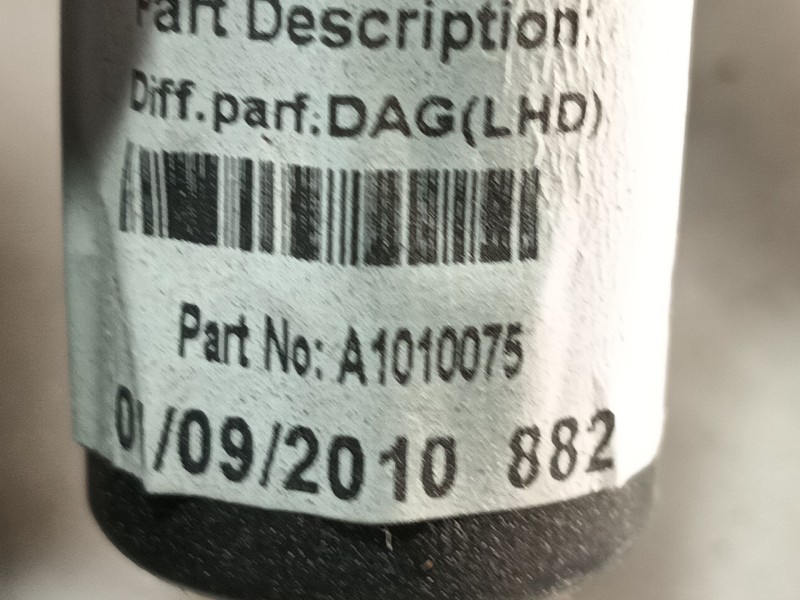 Part Description:
Diff.parf:DAG(LHD)
Part No: A1010075
01/09/2010 882